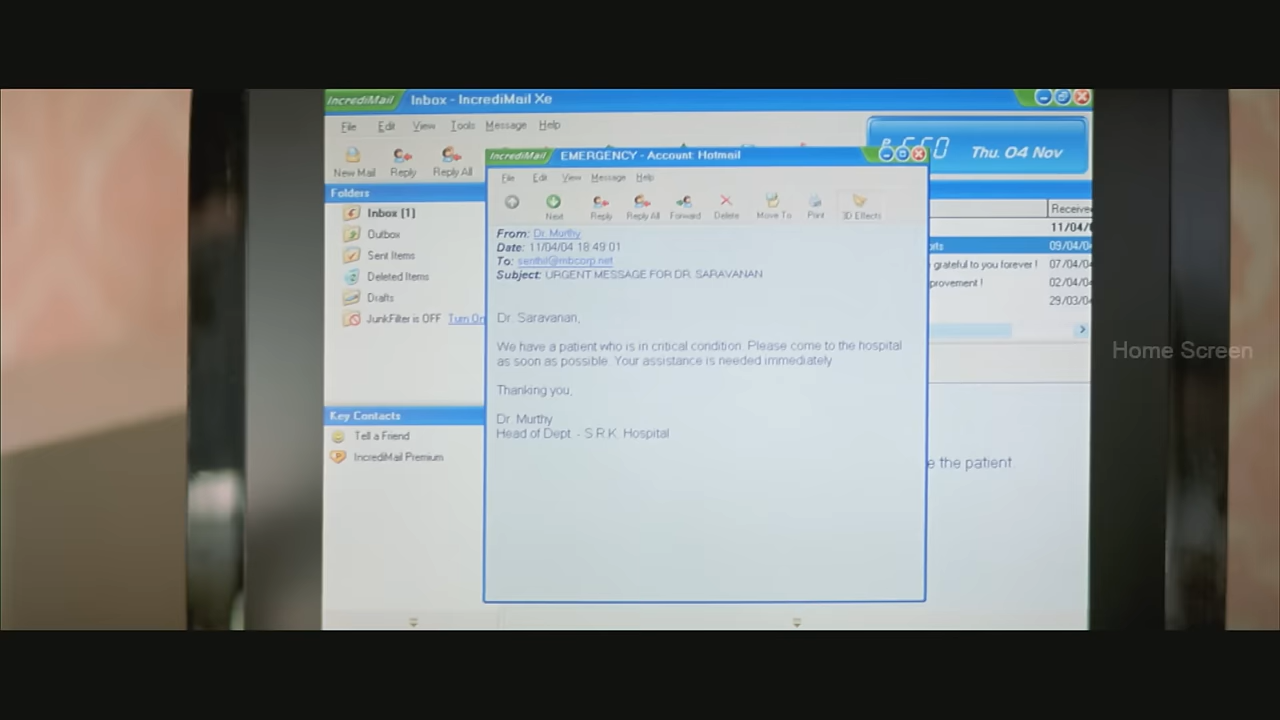 IncrediMail Inbox - IncrediMail Xe
File Edit View Tools Message Help
New Mail Reply Reply All
Thu. 04 Nov
Folders
Inbox (1)
Outbox
Sent Items
Deleted Items
Drafts
JunkFilter is OFF Turn On
Key Contacts
Tell a Friend
IncrediMail Premium
IncrediMail EMERGENCY - Account: Hotmail
File Edit View Message Help
Next Reply Reply All Forward Delete Move To Print 3D Effects
From: Dr. Murthy
Date: 11/04/04 18:49:01
To: senthil@mbcorp.net
Subject: URGENT MESSAGE FOR DR. SARAVANAN
Dr. Saravanan,
We have a patient who is in critical condition. Please come to the hospital
as soon as possible. Your assistance is needed immediately.
Thanking you,
Dr. Murthy
Head of Dept. - S.R.K. Hospital
Receive
11/04/0
09/04/0
grateful to you forever ! 07/04/0
provement ! 02/04/0
29/03/0
e the patient
Home Screen